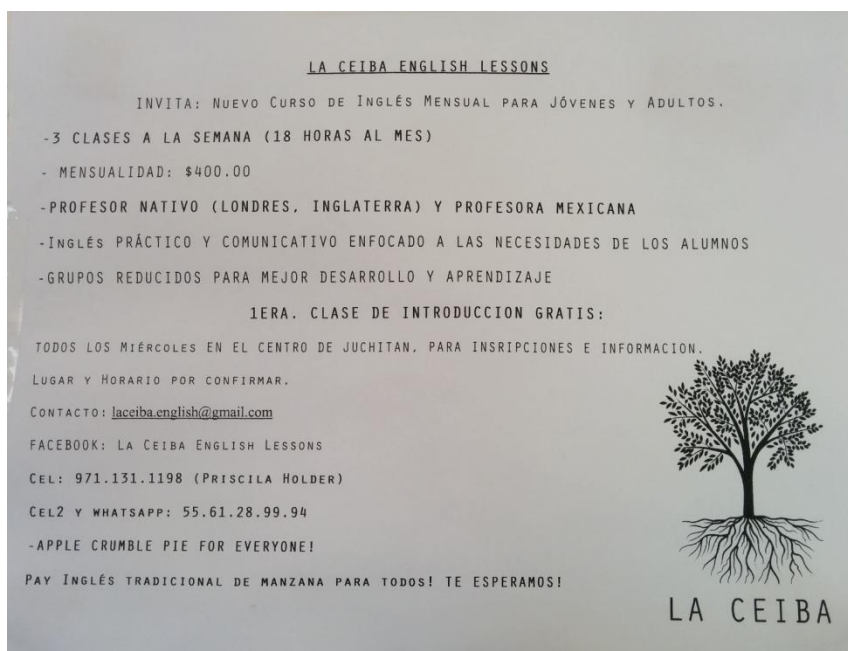 LA CEIBA ENGLISH LESSONS
INVITA: NUEVO CURSO DE INGLÉS MENSUAL PARA JÓVENES Y ADULTOS.
-3 CLASES A LA SEMANA (18 HORAS AL MES)
- MENSUALIDAD: $400.00
-PROFESOR NATIVO (LONDRES, INGLATERRA) Y PROFESORA MEXICANA
-INGLÉS PRÁCTICO Y COMUNICATIVO ENFOCADO A LAS NECESIDADES DE LOS ALUMNOS
-GRUPOS REDUCIDOS PARA MEJOR DESARROLLO Y APRENDIZAJE
1ERA. CLASE DE INTRODUCCION GRATIS:
TODOS LOS MIÉRCOLES EN EL CENTRO DE JUCHITAN, PARA INSRIPCIONES E INFORMACION.
LUGAR Y HORARIO POR CONFIRMAR.
CONTACTO: laceiba.english@gmail.com
FACEBOOK: LA CEIBA ENGLISH LESSONS
CEL: 971.131.1198 (PRISCILA HOLDER)
CEL2 Y WHATSAPP: 55.61.28.99.94
-APPLE CRUMBLE PIE FOR EVERYONE!
PAY INGLÉS TRADICIONAL DE MANZANA PARA TODOS! TE ESPERAMOS!
LA CEIBA